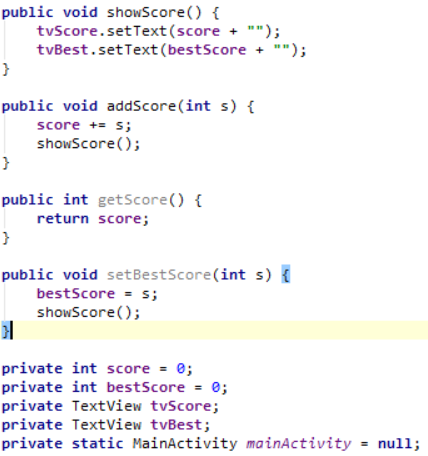 public void showScore() {
    tvScore.setText(score + "");
    tvBest.setText(bestScore + "");
}
public void addScore(int s) {
    score += s;
    showScore();
}
public int getScore() {
    return score;
}
public void setBestScore(int s) {
    bestScore = s;
    showScore();
}
private int score = 0;
private int bestScore = 0;
private TextView tvScore;
private TextView tvBest;
private static MainActivity mainActivity = null;